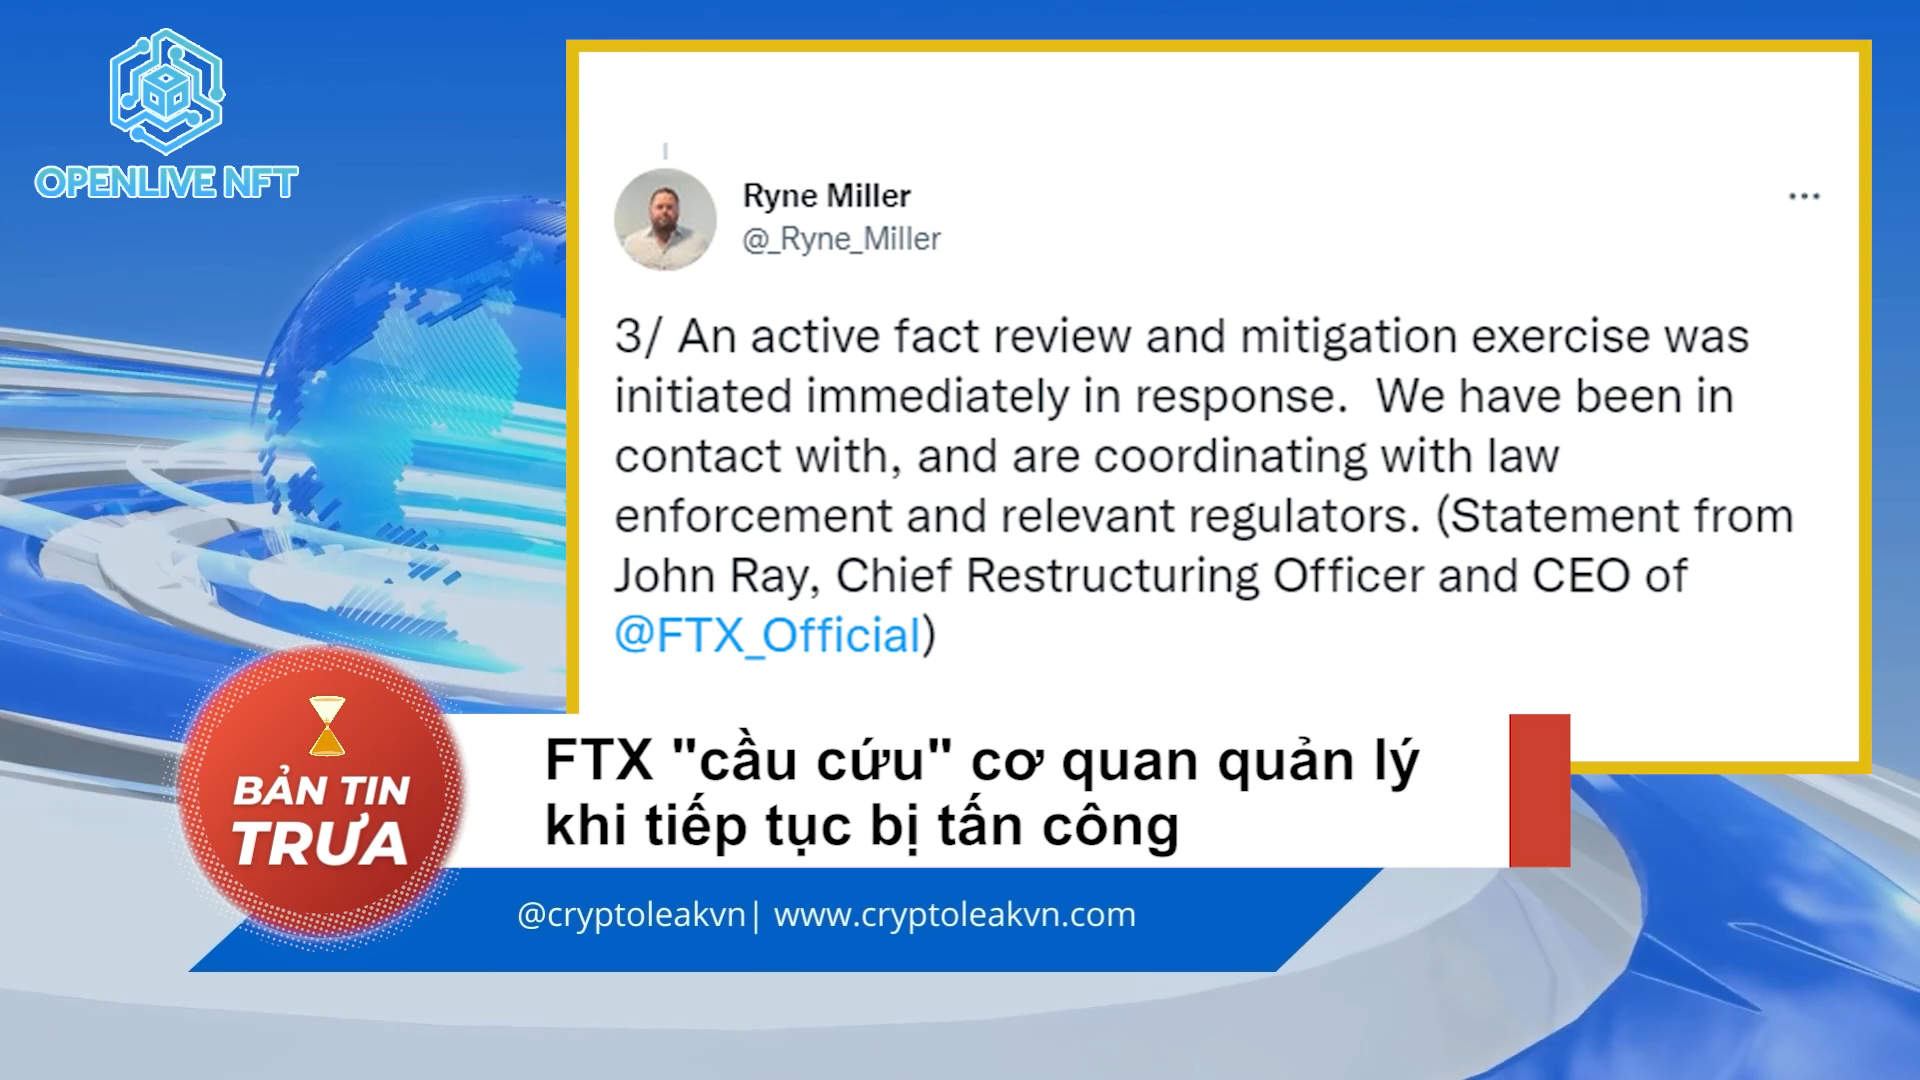 OPENLIVE NFT
Ryne Miller
@_Ryne_Miller
3/ An active fact review and mitigation exercise was
initiated immediately in response. We have been in
contact with, and are coordinating with law
enforcement and relevant regulators. (Statement from
John Ray, Chief Restructuring Officer and CEO of
@FTX_Official)
BẢN TIN
TRƯA
FTX "cầu cứu" cơ quan quản lý
khi tiếp tục bị tấn công
@cryptoleakvn| www.cryptoleakvn.com